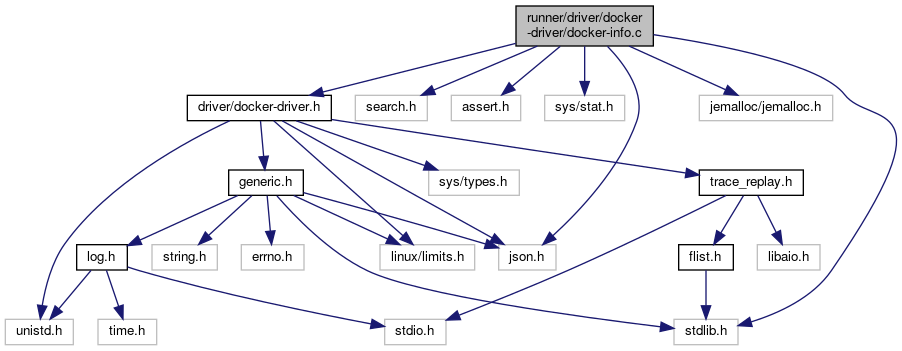 runner/driver/docker
-driver/docker-info.c
driver/docker-driver.h
search.h
assert.h
sys/stat.h
jemalloc/jemalloc.h
generic.h
sys/types.h
trace_replay.h
log.h
string.h
errno.h
linux/limits.h
json.h
flist.h
libaio.h
unistd.h
time.h
stdio.h
stdlib.h